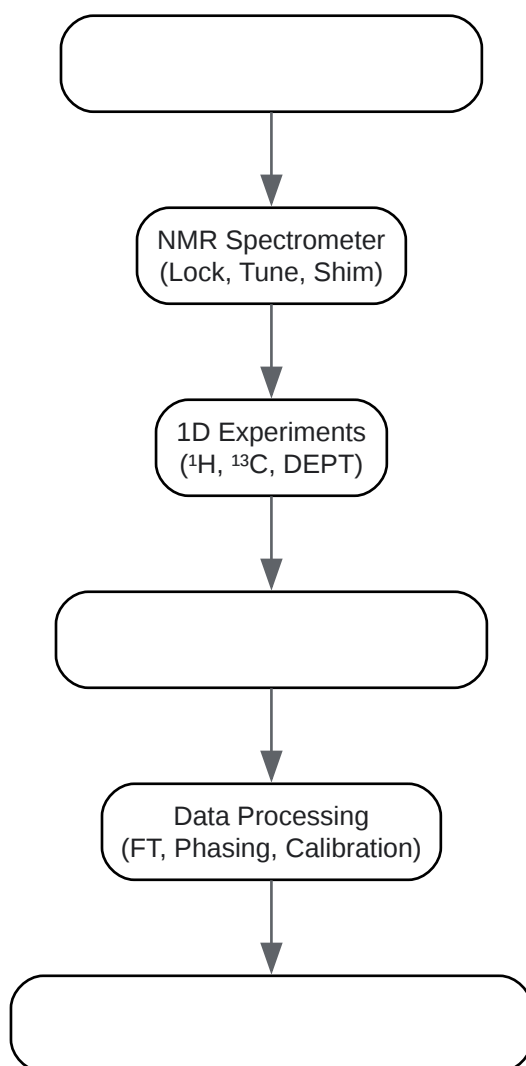 NMR Spectrometer
(Lock, Tune, Shim)
1D Experiments
(¹H, ¹³C, DEPT)
Data Processing
(FT, Phasing, Calibration)